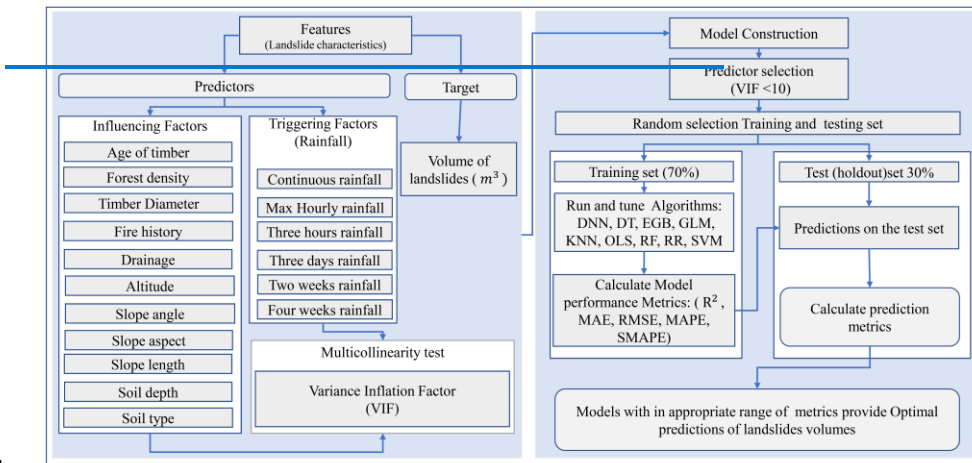 Features
(Landslide characteristics)
Predictors
Target
Influencing Factors
Age of timber
Forest density
Timber Diameter
Fire history
Drainage
Altitude
Slope angle
Slope aspect
Slope length
Soil depth
Soil type
Triggering Factors
(Rainfall)
Continuous rainfall
Max Hourly rainfall
Three hours rainfall
Three days rainfall
Two weeks rainfall
Four weeks rainfall
Volume of
landslides ( m³ )
Multicollinearity test
Variance Inflation Factor
(VIF)
Model Construction
Predictor selection
(VIF <10)
Random selection Training and testing set
Training set (70%)
Run and tune Algorithms:
DNN, DT, EGB, GLM,
KNN, OLS, RF, RR, SVM
Calculate Model
performance Metrics: ( R² ,
MAE, RMSE, MAPE,
SMAPE)
Test (holdout)set 30%
Predictions on the test set
Calculate prediction
metrics
Models with in appropriate range of metrics provide Optimal
predictions of landslides volumes